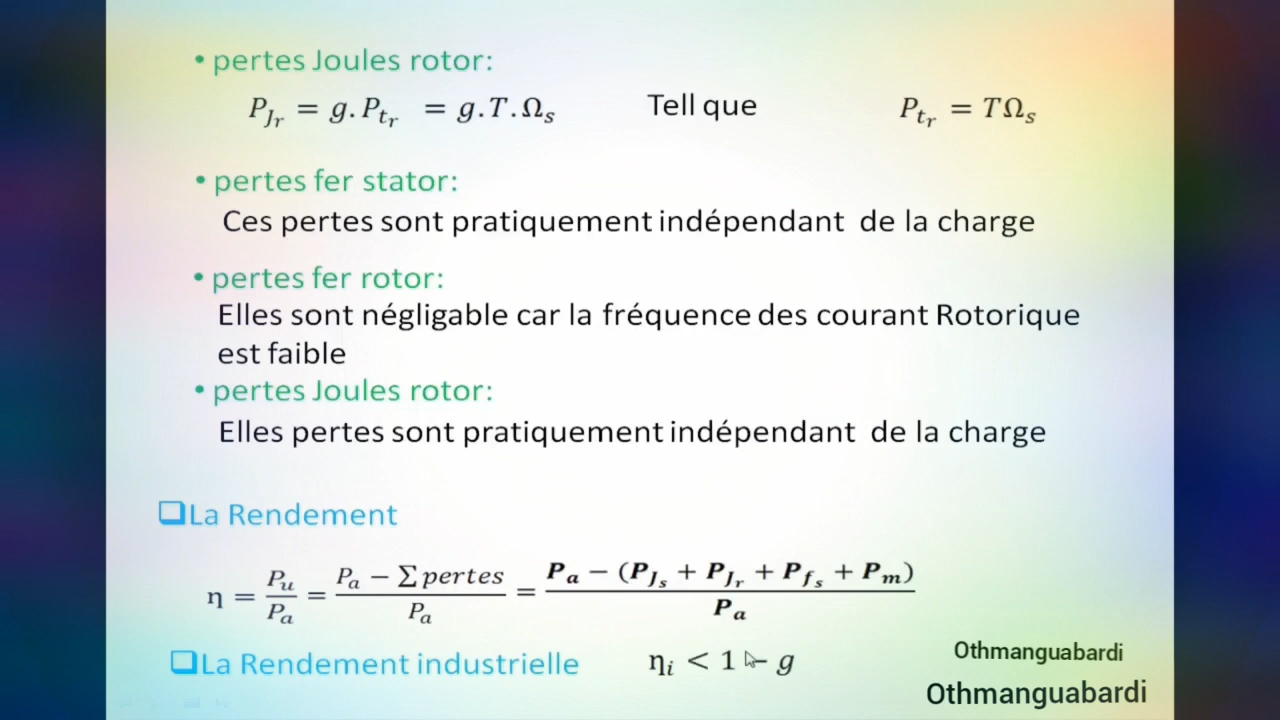 • pertes Joules rotor:
P_{J_r} = g. P_{t_r} = g. T. Ω_s Tell que P_{t_r} = TΩ_s
• pertes fer stator:
Ces pertes sont pratiquement indépendant de la charge
• pertes fer rotor:
Elles sont négligable car la fréquence des courant Rotorique
est faible
• pertes Joules rotor:
Elles pertes sont pratiquement indépendant de la charge
❑La Rendement
η = P_u / P_a = (P_a − ∑ pertes) / P_a = (P_a − (P_{J_s} + P_{J_r} + P_{f_s} + P_m)) / P_a
❑La Rendement industrielle η_i < 1 − g
Othmanguabardi
Othmanguabardi